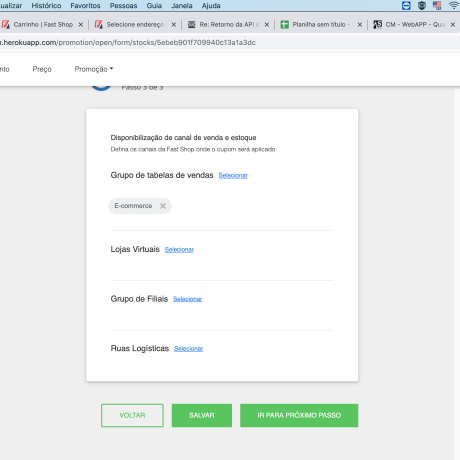 ualizar Histórico Favoritos Pessoas Guia Janela Ajuda
Carrinho | Fast Shop Selecione endereço Re: Retorno da API d Planilha sem título - CM - WebAPP - Qua
.herokuapp.com/promotion/open/form/stocks/5ebeb901f709940c13a1a3dc
nto Preço Promoção
Passo 3 de 3
Disponibilização de canal de venda e estoque
Defina os canais da Fast Shop onde o cupom será aplicado
Grupo de tabelas de vendas Selecionar
E-commerce
Lojas Virtuais Selecionar
Grupo de Filiais Selecionar
Ruas Logísticas Selecionar
VOLTAR SALVAR IR PARA PRÓXIMO PASSO